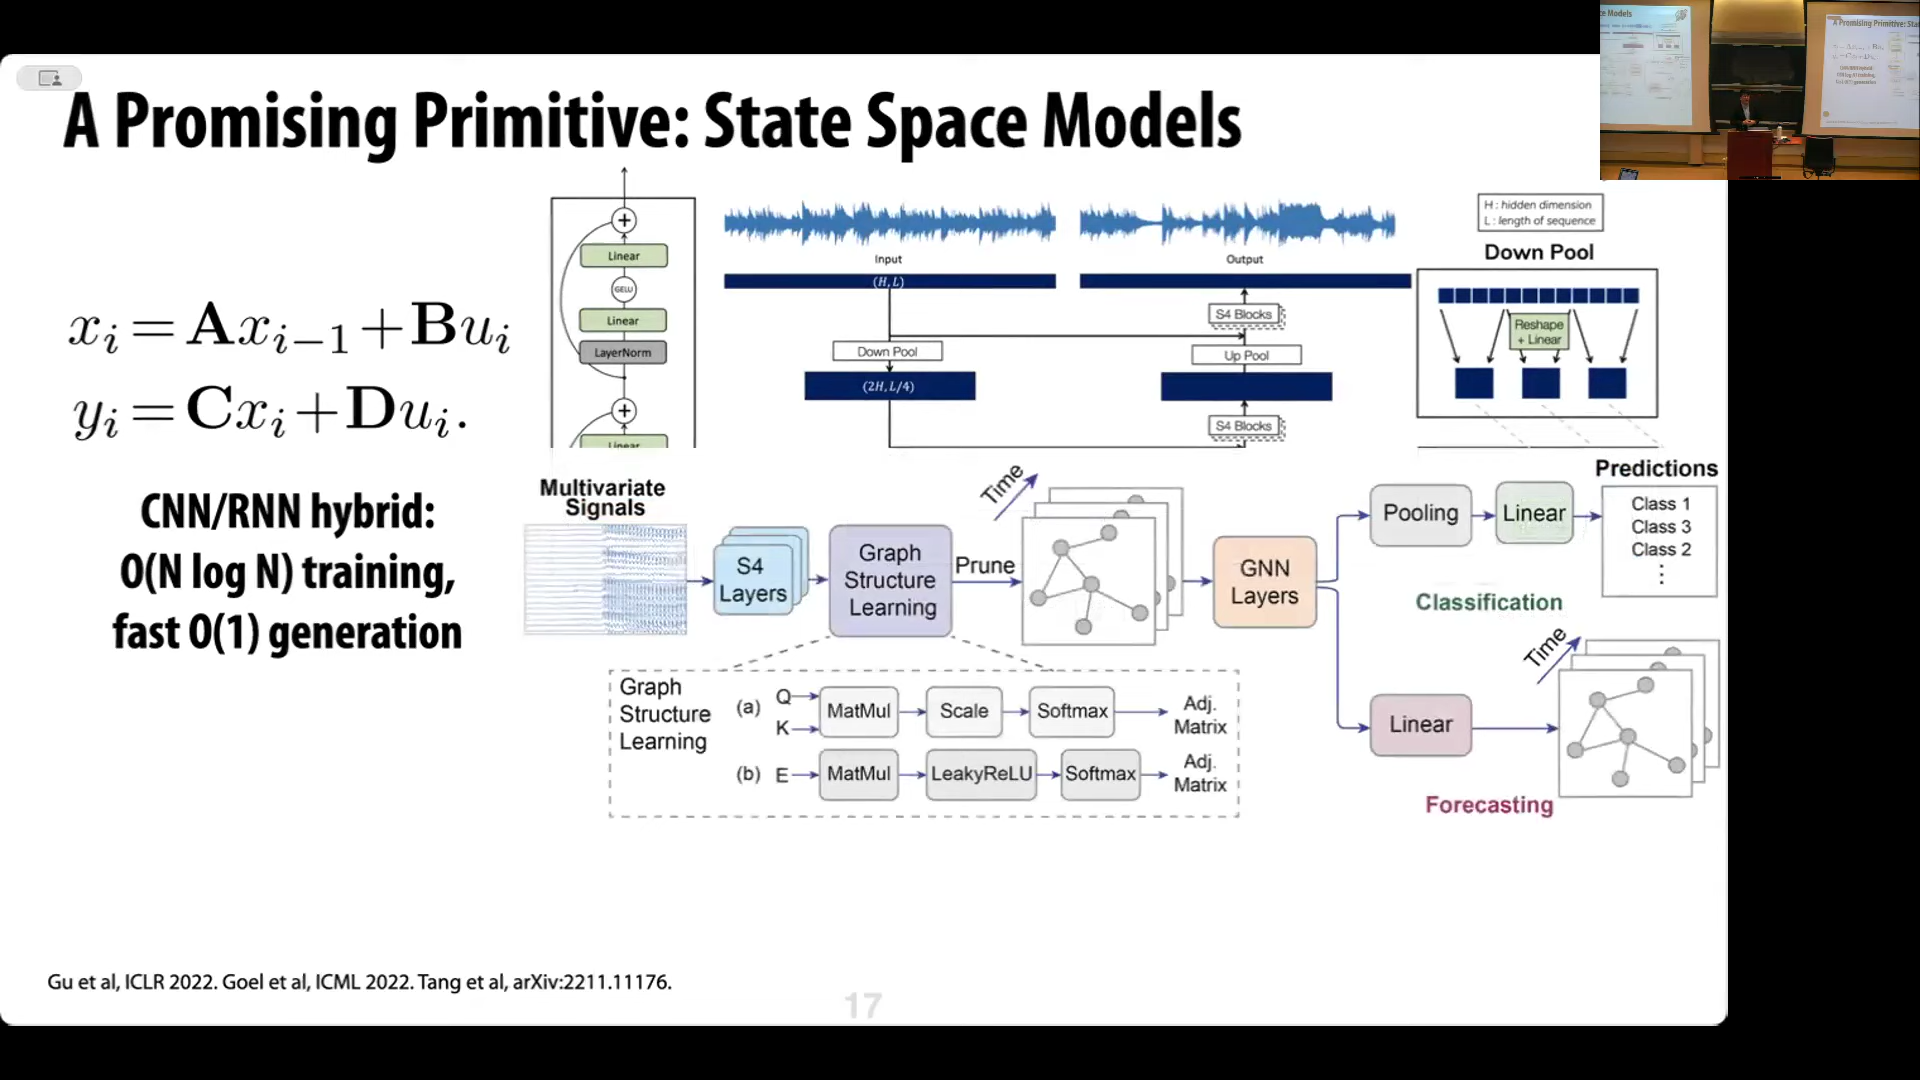 A Promising Primitive: State Space Models
x_i = Ax_{i−1} + Bu_i
y_i = Cx_i + Du_i.
CNN/RNN hybrid:
O(N log N) training,
fast O(1) generation
+
Linear
GELU
Linear
LayerNorm
+
Linear
Input
(H, L)
Down Pool
(2H, L/4)
Output
S4 Blocks
Up Pool
S4 Blocks
H : hidden dimension
L : length of sequence
Down Pool
Reshape
+ Linear
Multivariate
Signals
S4
Layers
Graph
Structure
Learning
Prune
Time
GNN
Layers
Pooling
Linear
Predictions
Class 1
Class 3
Class 2
⋮
Classification
Linear
Time
Forecasting
Graph
Structure
Learning
(a) Q K MatMul Scale Softmax Adj. Matrix
(b) E MatMul LeakyReLU Softmax Adj. Matrix
Gu et al, ICLR 2022. Goel et al, ICML 2022. Tang et al, arXiv:2211.11176.
17